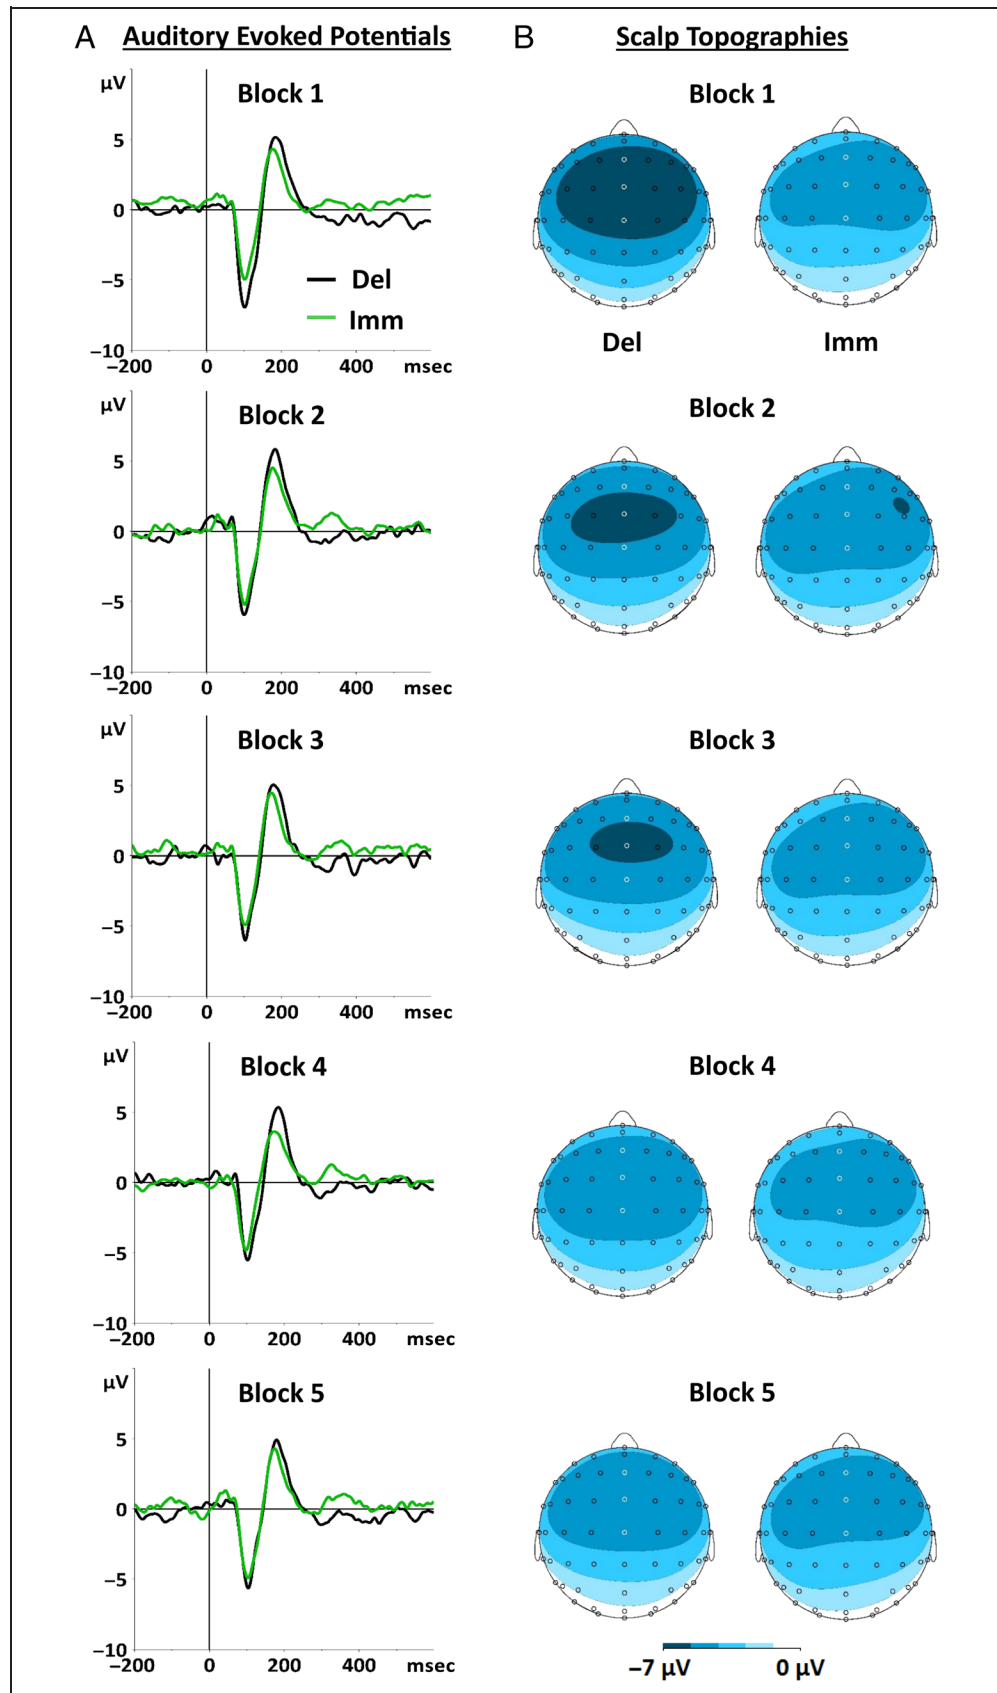 A Auditory Evoked Potentials
B Scalp Topographies
µV
Block 1
5
0
−5
−10
−200 0 200 400 msec
Del
Imm
Block 1
Del Imm
µV
Block 2
5
0
−5
−10
−200 0 200 400 msec
Block 2
µV
Block 3
5
0
−5
−10
−200 0 200 400 msec
Block 3
µV
Block 4
5
0
−5
−10
−200 0 200 400 msec
Block 4
µV
Block 5
5
0
−5
−10
−200 0 200 400 msec
Block 5
−7 µV 0 µV